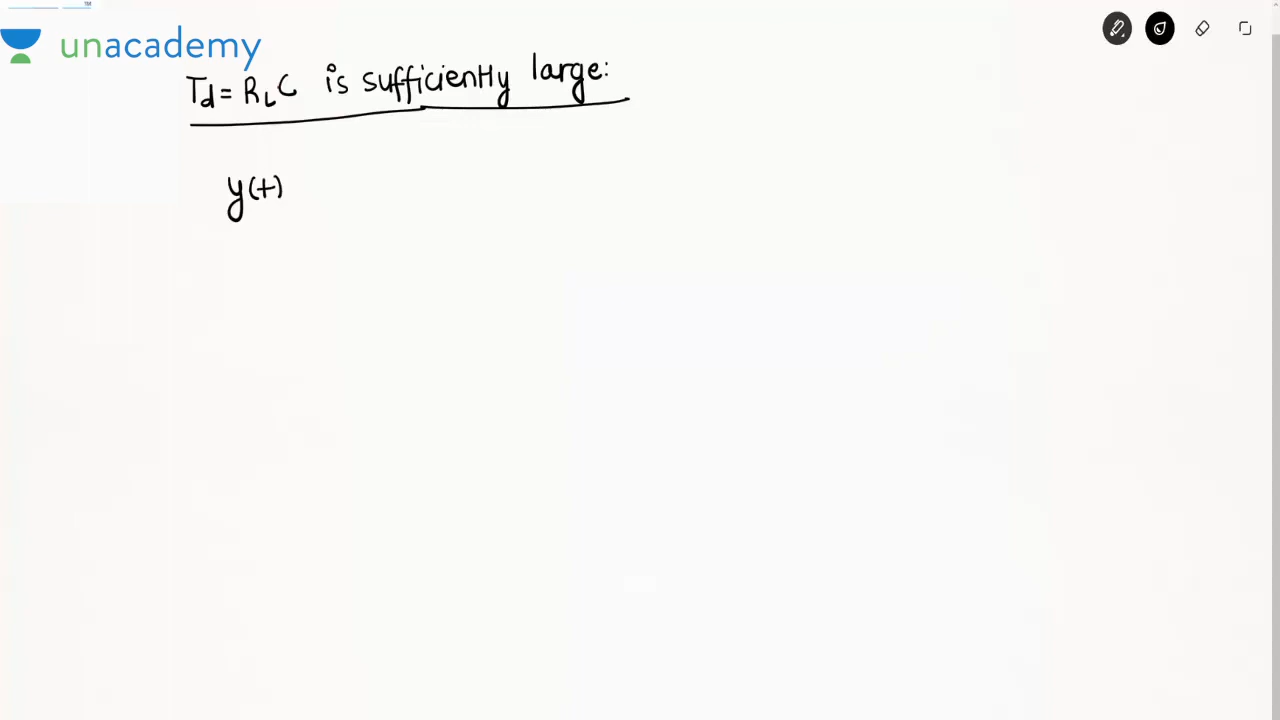 unacademy
Td = RLC is sufficiently large:
y(t)